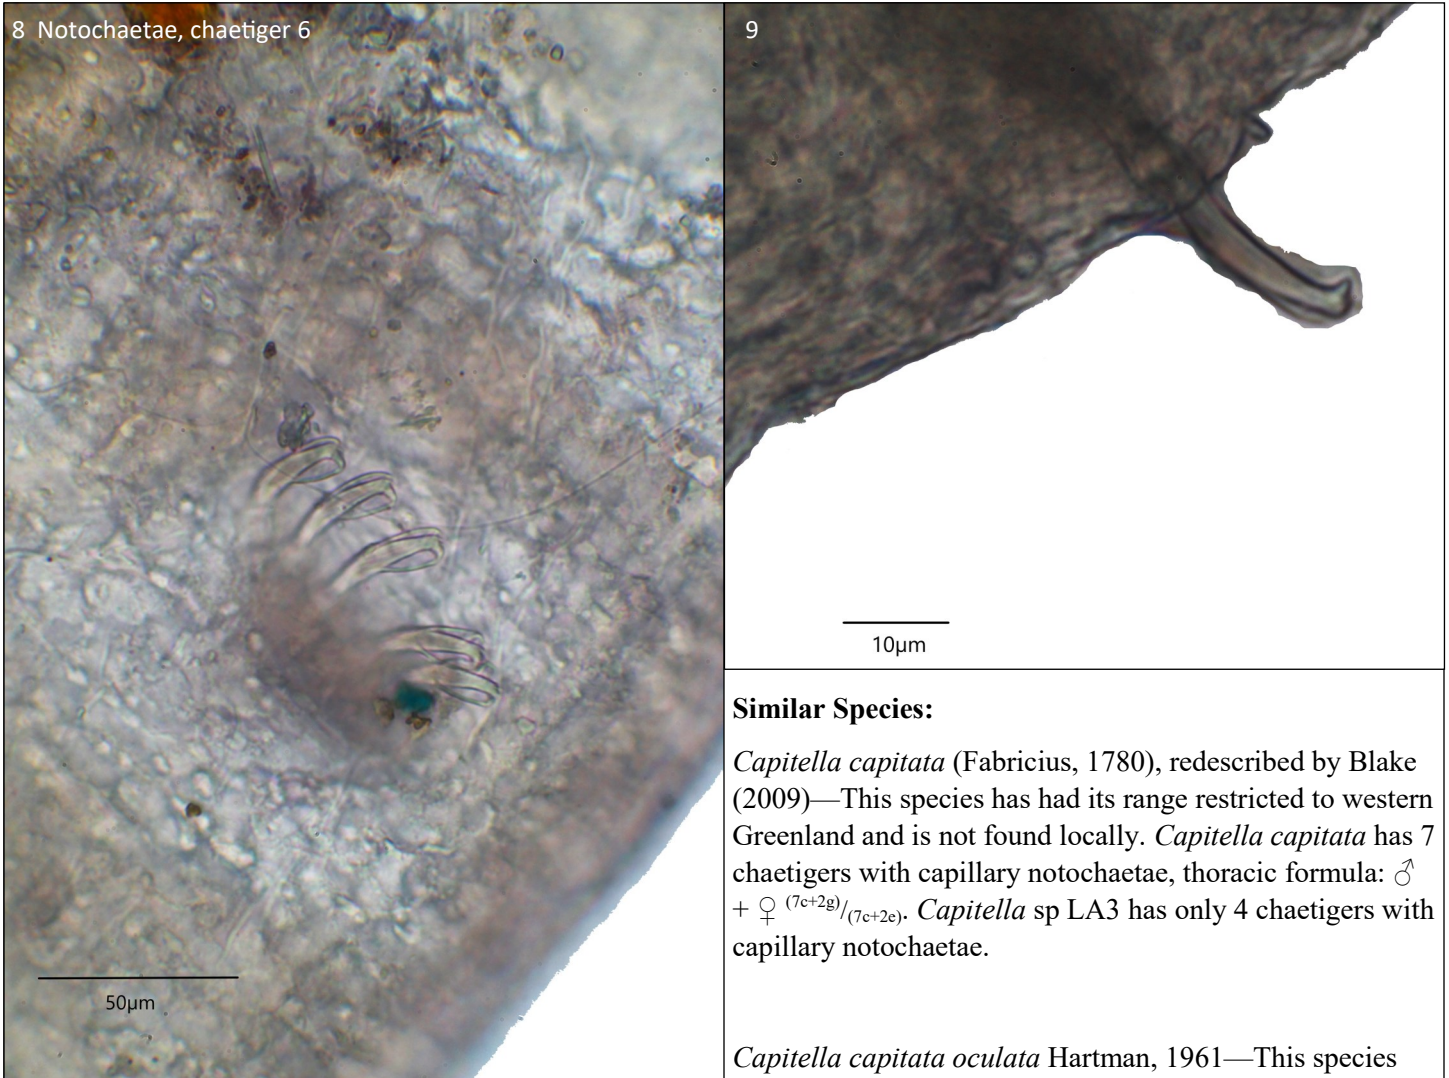 8 Notochaetae, chaetiger 6
50µm
9
10µm
Similar Species:
Capitella capitata (Fabricius, 1780), redescribed by Blake
(2009)—This species has had its range restricted to western
Greenland and is not found locally. Capitella capitata has 7
chaetigers with capillary notochaetae, thoracic formula: ♂
+ ♀ (7c+2g)/(7c+2e). Capitella sp LA3 has only 4 chaetigers with
capillary notochaetae.
Capitella capitata oculata Hartman, 1961—This species